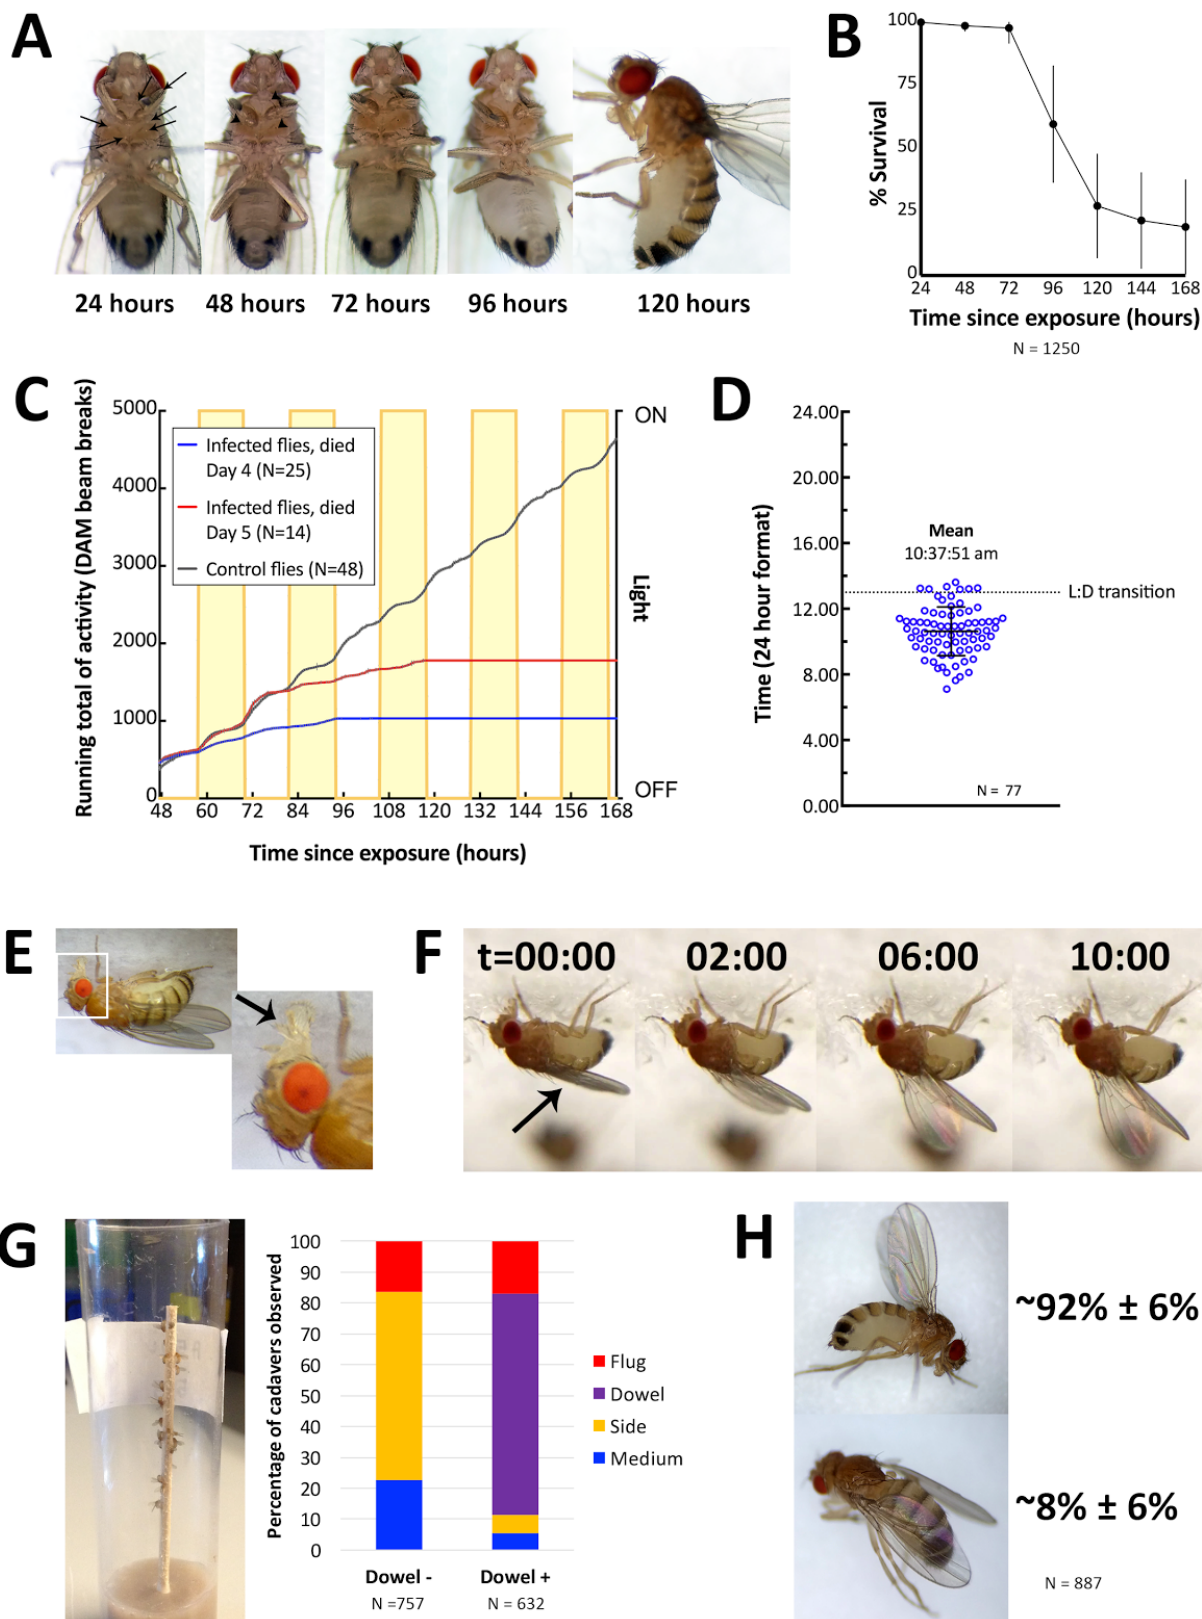 A
24 hours
48 hours
72 hours
96 hours
120 hours
B
% Survival
100
75
50
25
0
24 48 72 96 120 144 168
Time since exposure (hours)
N = 1250
C
Running total of activity (DAM beam breaks)
5000
4000
3000
2000
1000
0
Infected flies, died
Day 4 (N=25)
Infected flies, died
Day 5 (N=14)
Control flies (N=48)
ON
Light
OFF
48 60 72 84 96 108 120 132 144 156 168
Time since exposure (hours)
D
Time (24 hour format)
24.00
20.00
16.00
12.00
8.00
4.00
0.00
Mean
10:37:51 am
L:D transition
N = 77
E
F
t=00:00
02:00
06:00
10:00
G
Percentage of cadavers observed
100
90
80
70
60
50
40
30
20
10
0
Flug
Dowel
Side
Medium
Dowel -
N =757
Dowel +
N = 632
H
~92% ± 6%
~8% ± 6%
N = 887